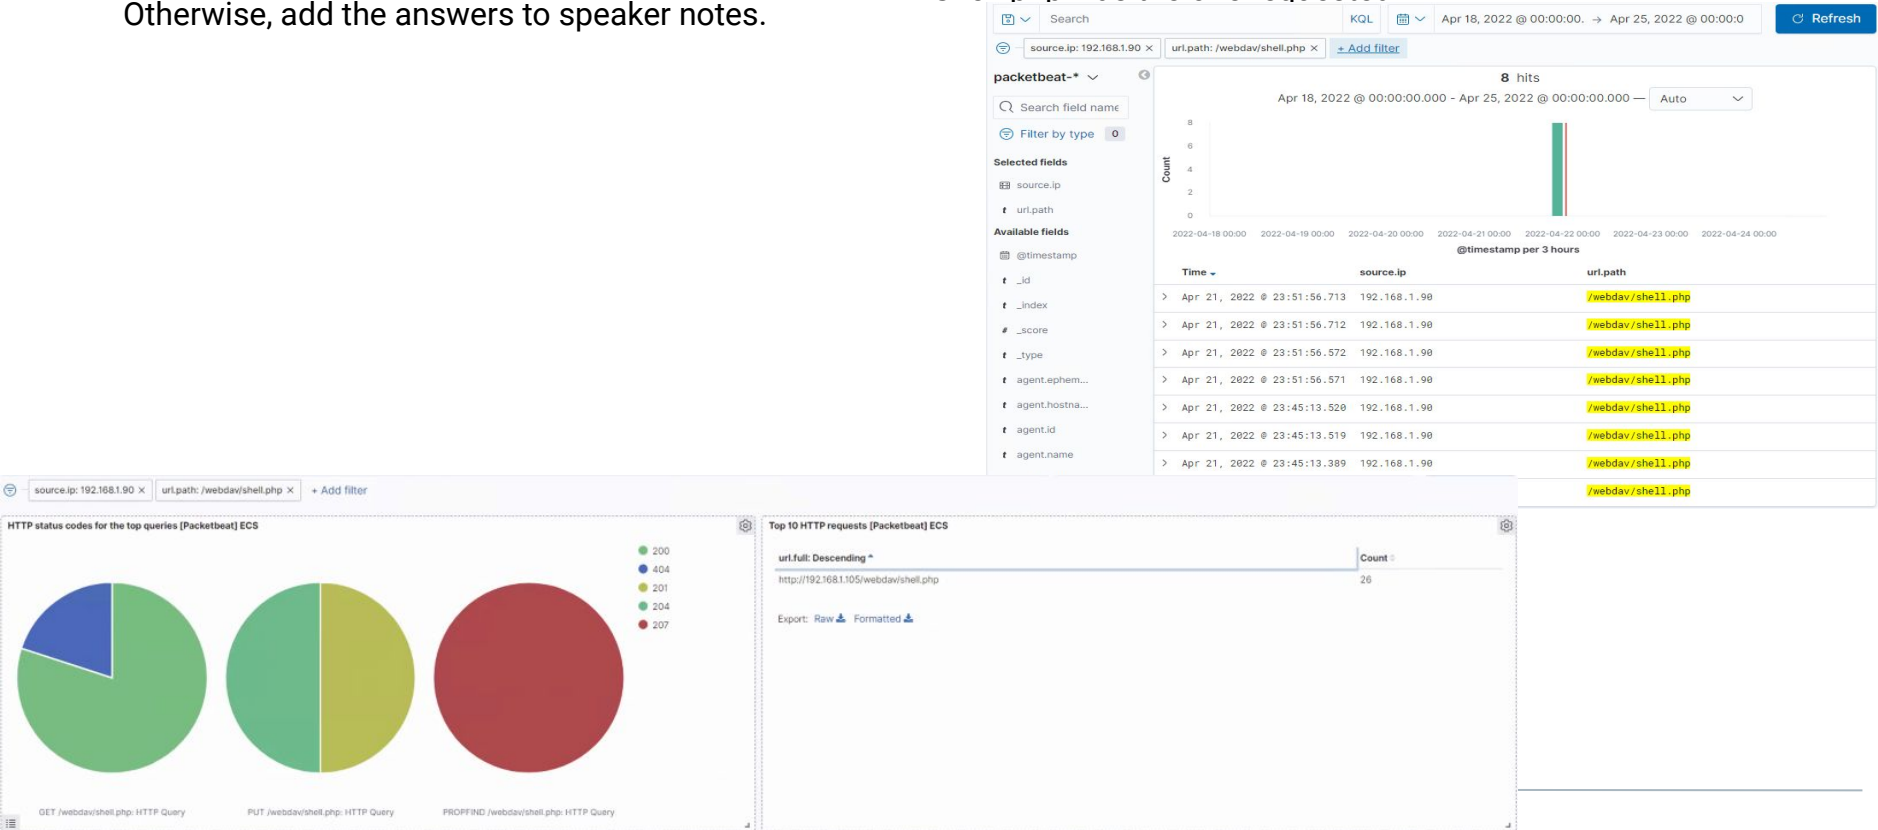 Otherwise, add the answers to speaker notes.
Search KQL Apr 18, 2022 @ 00:00:00. → Apr 25, 2022 @ 00:00:0 Refresh
source.ip: 192.168.1.90 × url.path: /webdav/shell.php × + Add filter
packetbeat-*
Search field name
Filter by type 0
Selected fields
source.ip
t url.path
Available fields
@timestamp
t _id
t _index
# _score
t _type
t agent.ephem...
t agent.hostna...
t agent.id
t agent.name
8 hits
Apr 18, 2022 @ 00:00:00.000 - Apr 25, 2022 @ 00:00:00.000 — Auto
Count
8
6
4
2
0
2022-04-18 00:00 2022-04-19 00:00 2022-04-20 00:00 2022-04-21 00:00 2022-04-22 00:00 2022-04-23 00:00 2022-04-24 00:00
@timestamp per 3 hours
Time source.ip url.path
> Apr 21, 2022 @ 23:51:56.713 192.168.1.90 /webdav/shell.php
> Apr 21, 2022 @ 23:51:56.712 192.168.1.90 /webdav/shell.php
> Apr 21, 2022 @ 23:51:56.572 192.168.1.90 /webdav/shell.php
> Apr 21, 2022 @ 23:51:56.571 192.168.1.90 /webdav/shell.php
> Apr 21, 2022 @ 23:45:13.520 192.168.1.90 /webdav/shell.php
> Apr 21, 2022 @ 23:45:13.519 192.168.1.90 /webdav/shell.php
> Apr 21, 2022 @ 23:45:13.389 192.168.1.90 /webdav/shell.php
/webdav/shell.php
source.ip: 192.168.1.90 × url.path: /webdav/shell.php × + Add filter
HTTP status codes for the top queries [Packetbeat] ECS
200
404
201
204
207
GET /webdav/shell.php: HTTP Query
PUT /webdav/shell.php: HTTP Query
PROPFIND /webdav/shell.php: HTTP Query
Top 10 HTTP requests [Packetbeat] ECS
url.full: Descending Count
http://192.168.1.105/webdav/shell.php 26
Export: Raw Formatted